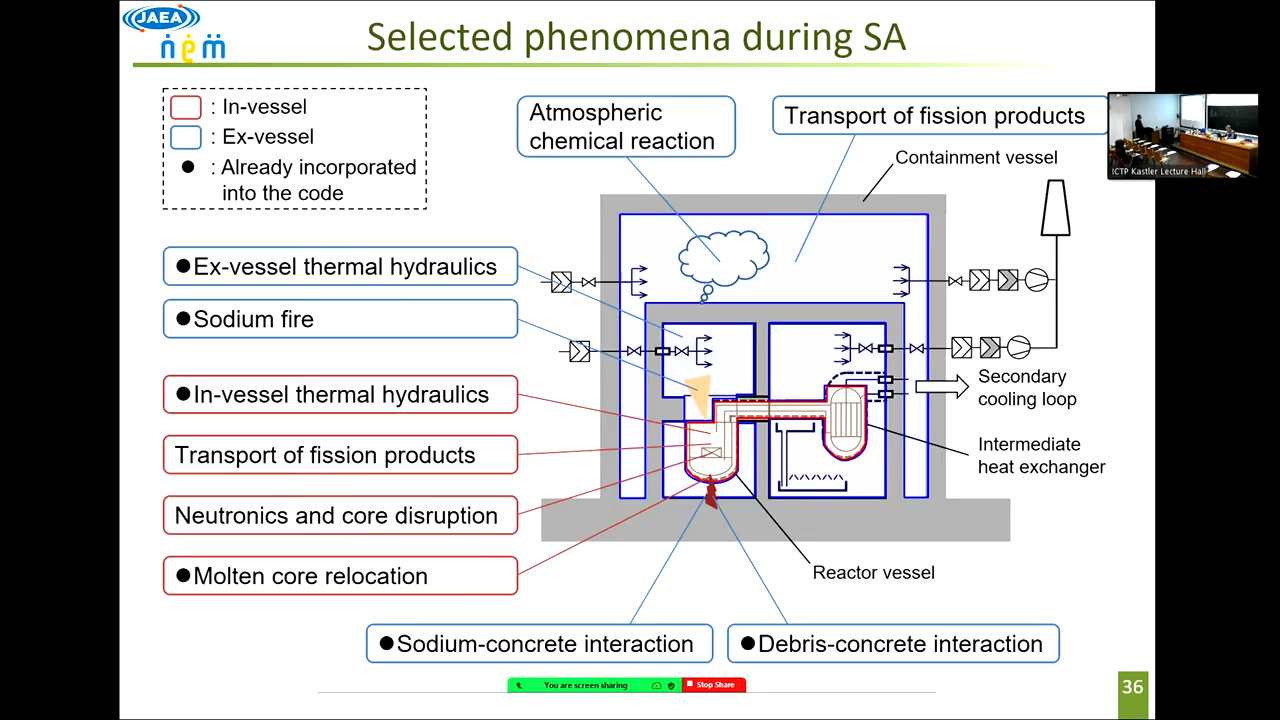 JAEA
Selected phenomena during SA
: In-vessel
: Ex-vessel
● : Already incorporated
into the code
Atmospheric
chemical reaction
Transport of fission products
Containment vessel
ICTP Kastler Lecture Hall
●Ex-vessel thermal hydraulics
●Sodium fire
●In-vessel thermal hydraulics
Transport of fission products
Neutronics and core disruption
●Molten core relocation
Secondary
cooling loop
Intermediate
heat exchanger
Reactor vessel
●Sodium-concrete interaction
●Debris-concrete interaction
You are screen sharing
Stop Share
36